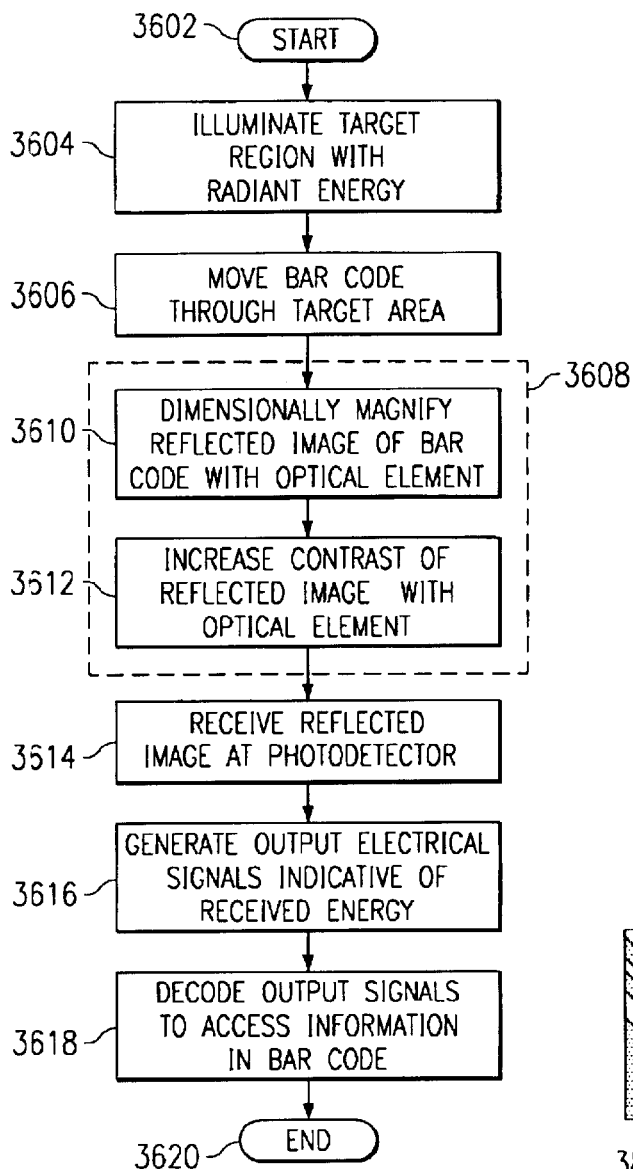 3602
START
3604
ILLUMINATE TARGET
REGION WITH
RADIANT ENERGY
3606
MOVE BAR CODE
THROUGH TARGET AREA
3608
3610
DIMENSIONALLY MAGNIFY
REFLECTED IMAGE OF BAR
CODE WITH OPTICAL ELEMENT
3612
INCREASE CONTRAST OF
REFLECTED IMAGE WITH
OPTICAL ELEMENT
3614
RECEIVE REFLECTED
IMAGE AT PHOTODETECTOR
3616
GENERATE OUTPUT ELECTRICAL
SIGNALS INDICATIVE OF
RECEIVED ENERGY
3618
DECODE OUTPUT SIGNALS
TO ACCESS INFORMATION
IN BAR CODE
3620
END